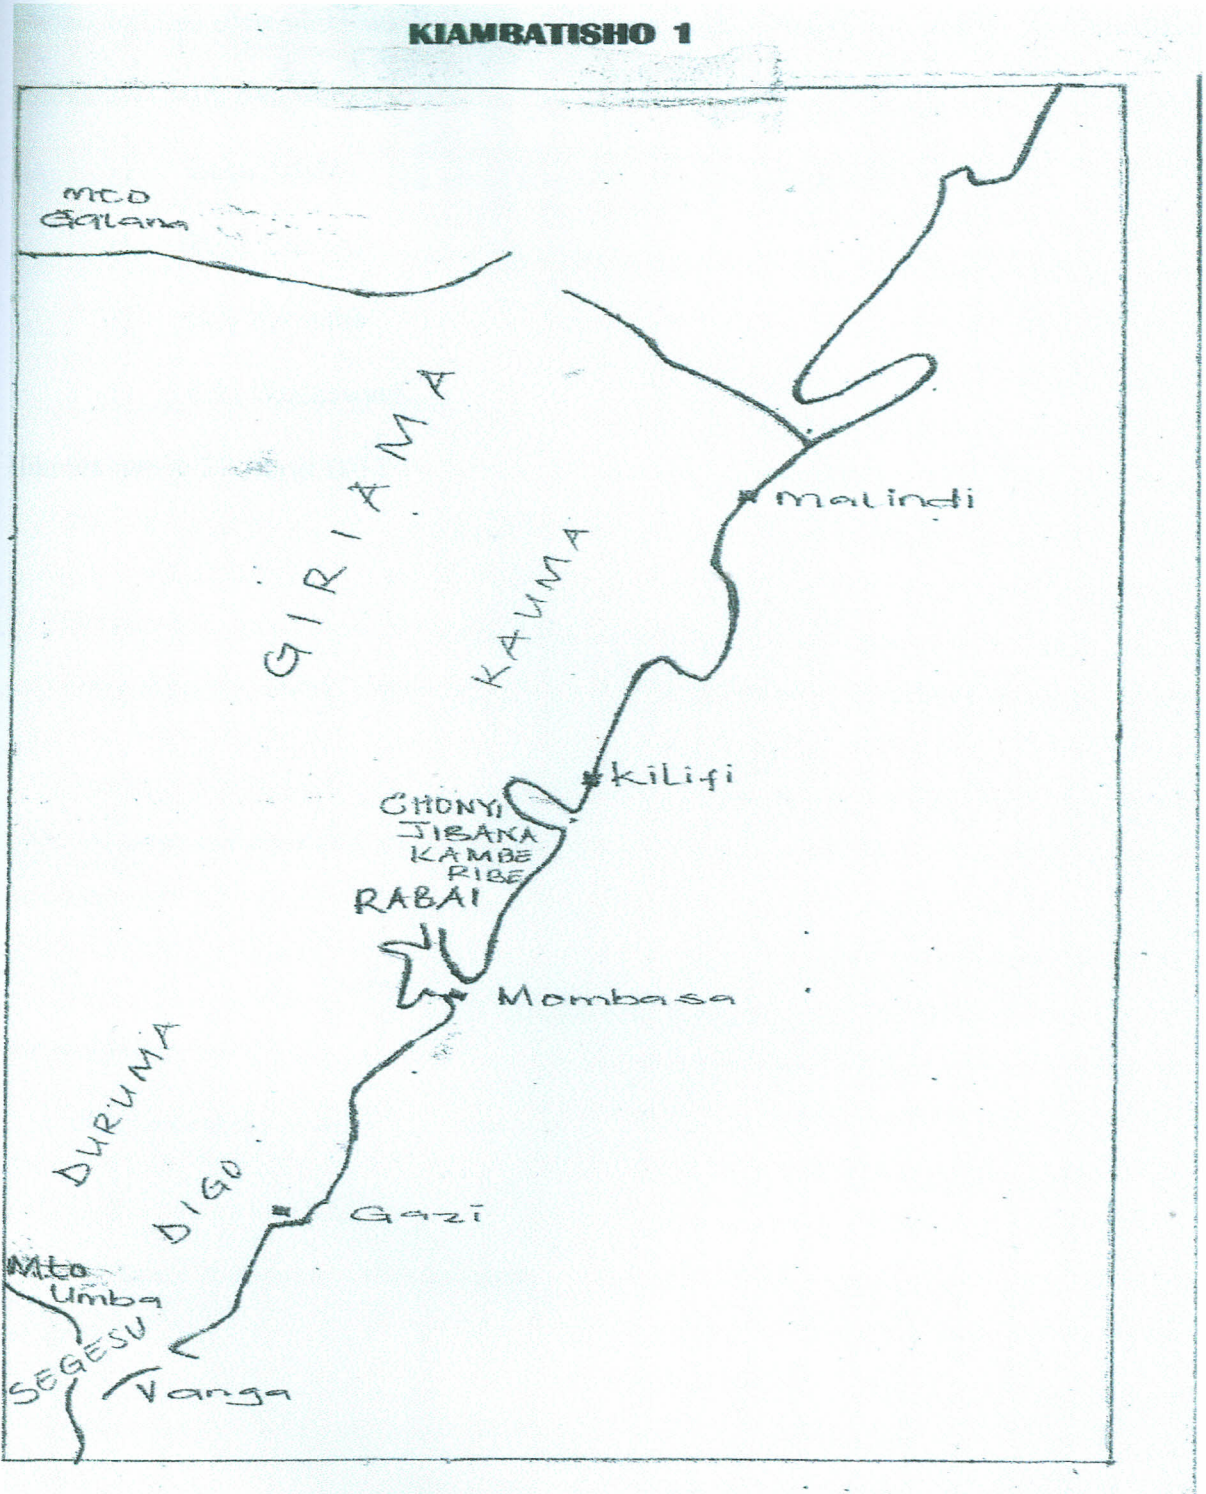 KIAMBATISHO 1
MTO
Galana
GIRIAMA
KAUMA
Malindi
Kilifi
CHONYI
JIBANA
KAMBE
RIBE
RABAI
Mombasa
DURUMA
DIGO
Gazi
Mto
Umba
SEGESU
Vanga